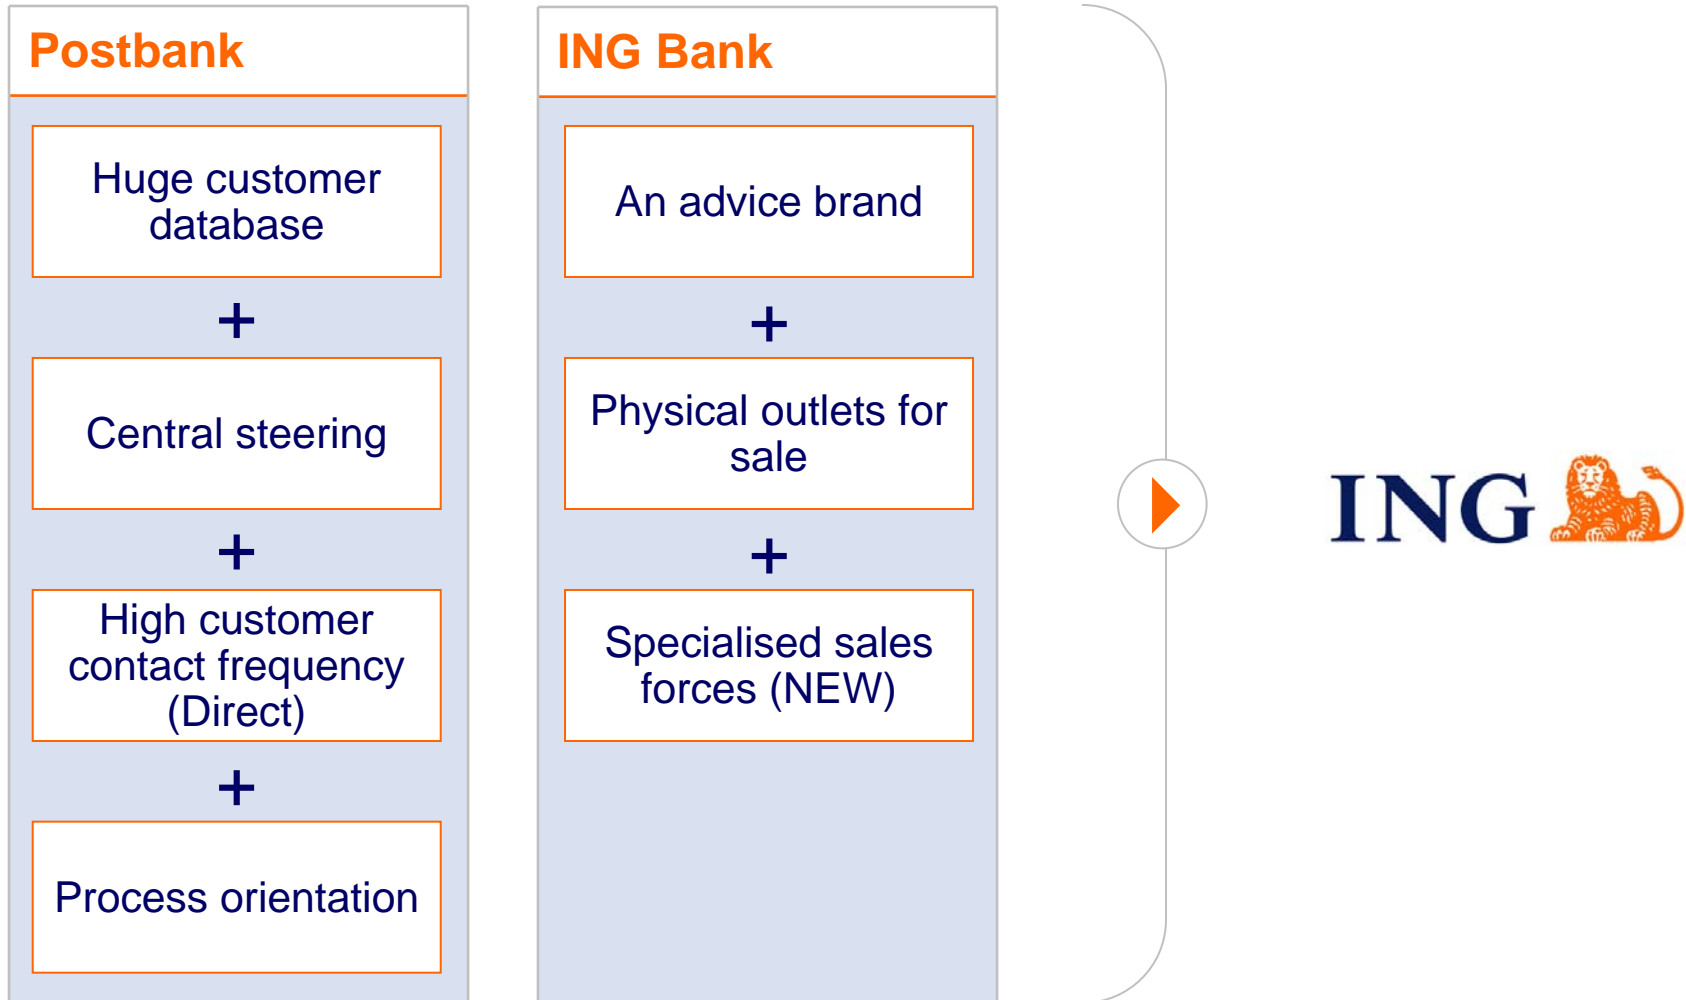 Postbank
Huge customer
database
+
Central steering
+
High customer
contact frequency
(Direct)
+
Process orientation
ING Bank
An advice brand
+
Physical outlets for
sale
+
Specialised sales
forces (NEW)
ING